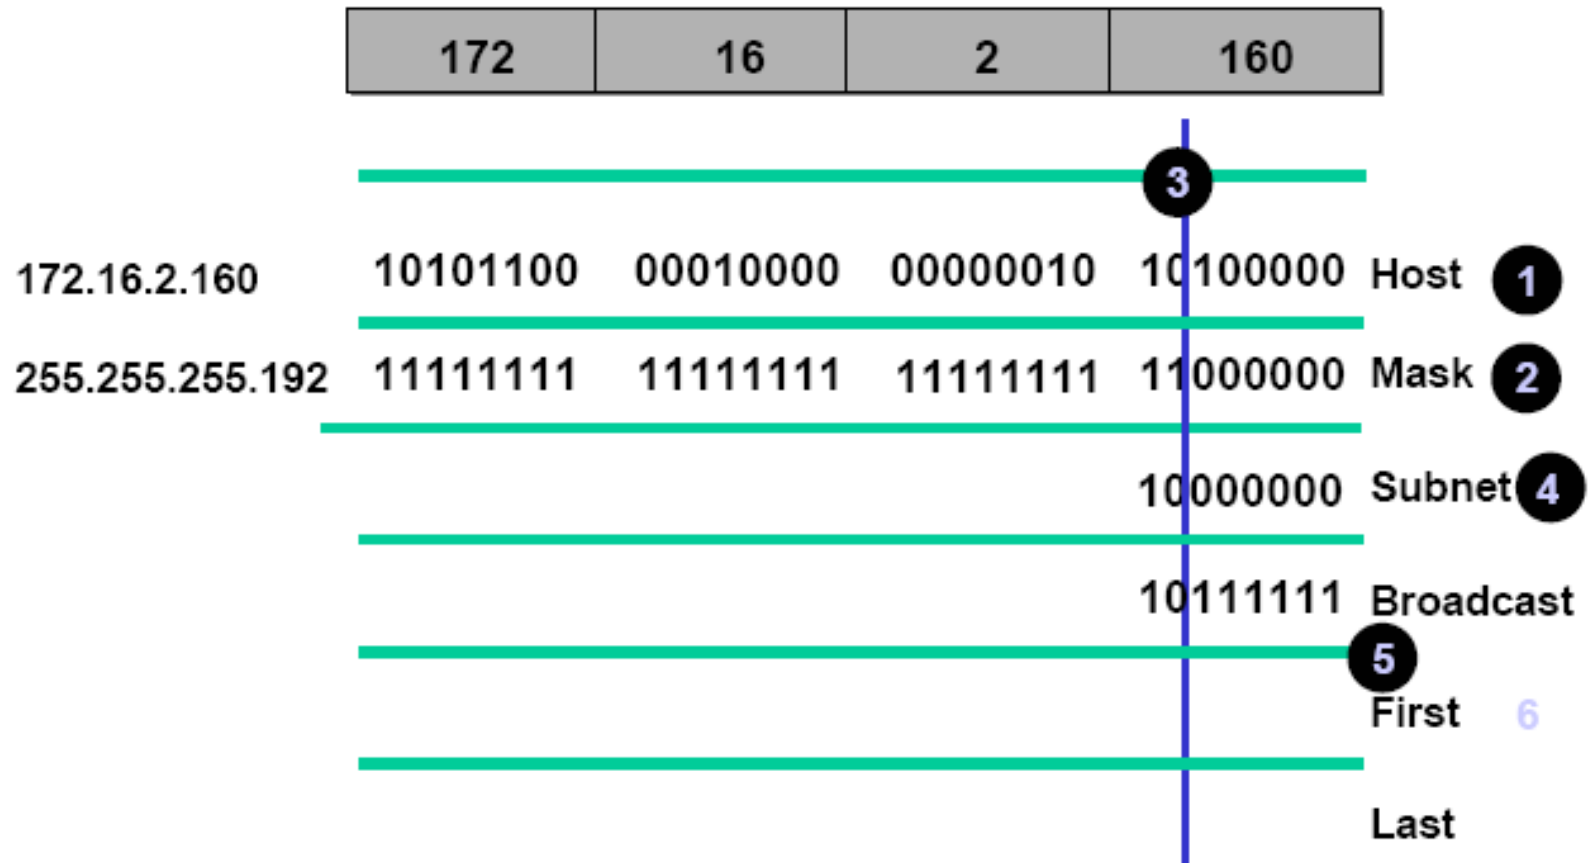 172 16 2 160
3
172.16.2.160 10101100 00010000 00000010 10100000 Host 1
255.255.255.192 11111111 11111111 11111111 11000000 Mask 2
10000000 Subnet 4
10111111 Broadcast
5
First 6
Last